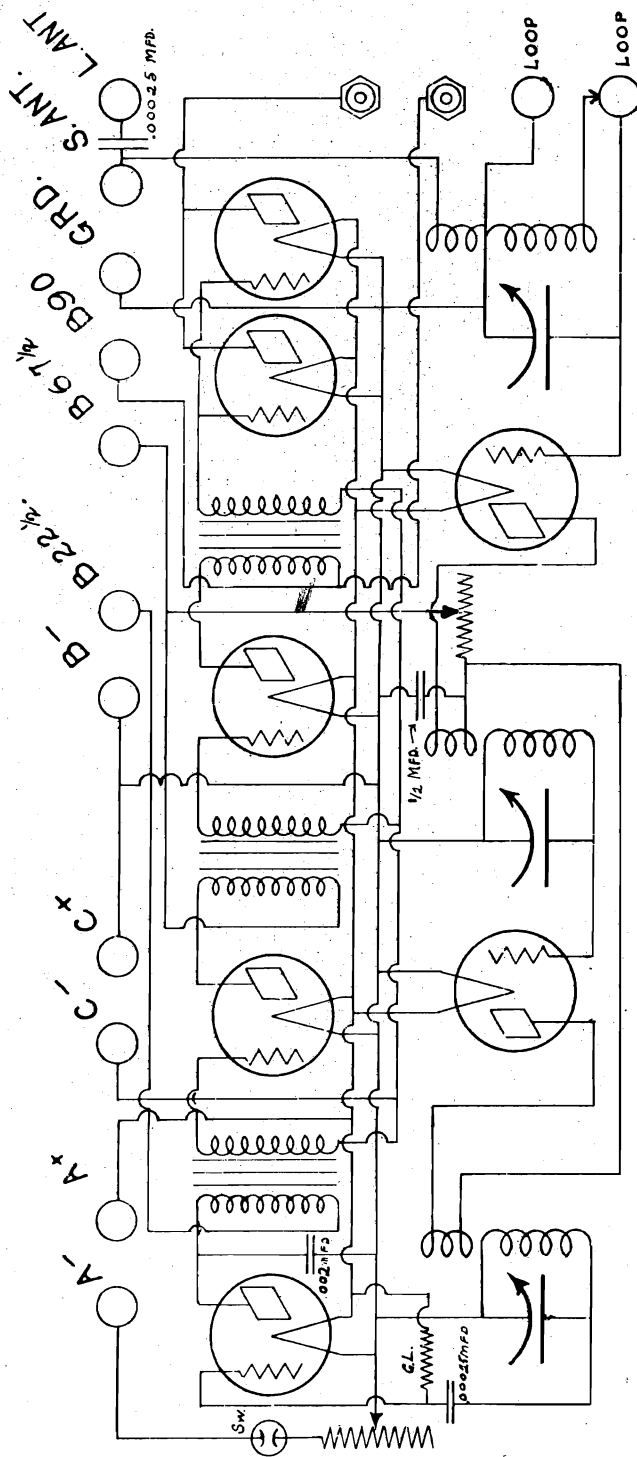 A-
A+
C-
C+
B-
B 22 1/2.
B 67 1/2
B90
GRD.
S.ANT.
L.ANT
.00025 MFD.
Sw.
.002 MFD
G.L.
.00025 MFD
1/2 MFD.
LOOP
LOOP